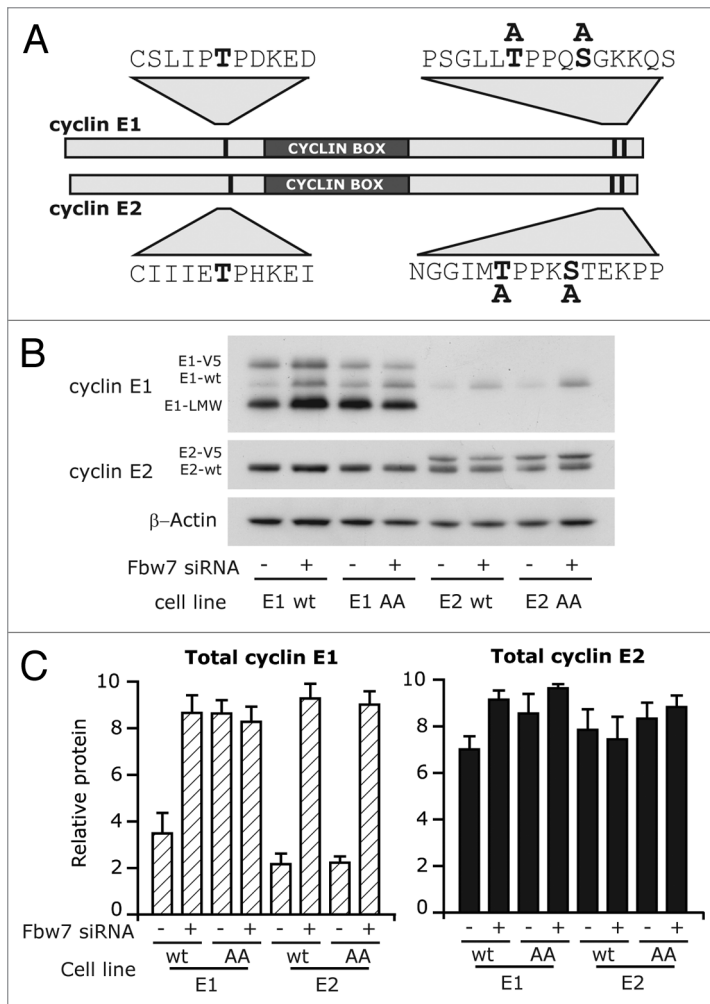 A
A A
CSLIPTPDKED PSGLLTPPQSGKKQS
cyclin E1
CYCLIN BOX
CYCLIN BOX
cyclin E2
CIIIETPHKEI NGGIMTPPKSTEKPP
A A
B
cyclin E1
E1-V5
E1-wt
E1-LMW
cyclin E2
E2-V5
E2-wt
β-Actin
Fbw7 siRNA - + - + - + - +
cell line E1 wt E1 AA E2 wt E2 AA
C
Total cyclin E1
Relative protein
10
8
6
4
2
0
Fbw7 siRNA - + - + - + - +
Cell line wt AA wt AA
E1 E2
Total cyclin E2
10
8
6
4
2
0
- + - + - + - +
wt AA wt AA
E1 E2